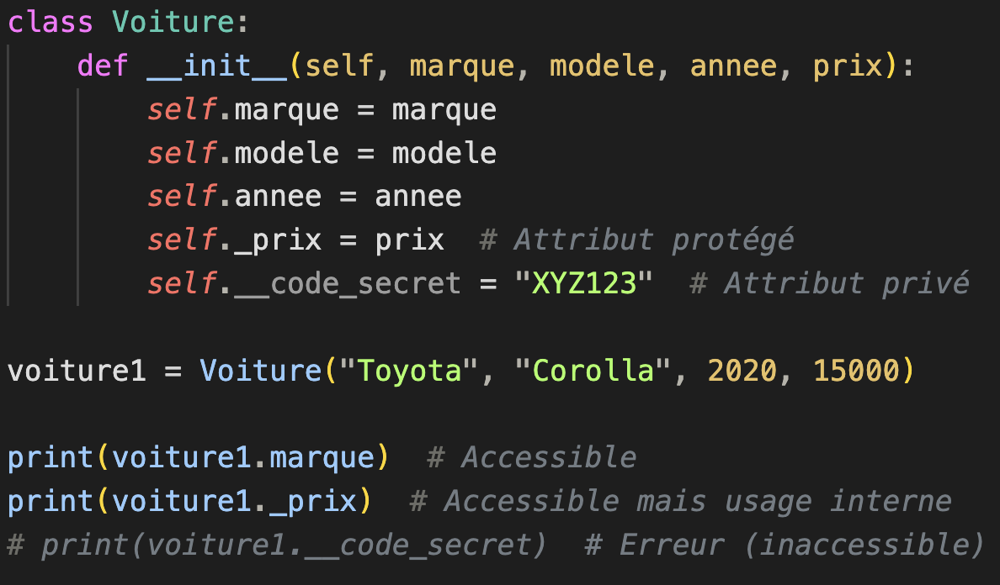 class Voiture:
    def __init__(self, marque, modele, annee, prix):
        self.marque = marque
        self.modele = modele
        self.annee = annee
        self._prix = prix  # Attribut protégé
        self.__code_secret = "XYZ123"  # Attribut privé

voiture1 = Voiture("Toyota", "Corolla", 2020, 15000)

print(voiture1.marque)  # Accessible
print(voiture1._prix)  # Accessible mais usage interne
# print(voiture1.__code_secret)  # Erreur (inaccessible)